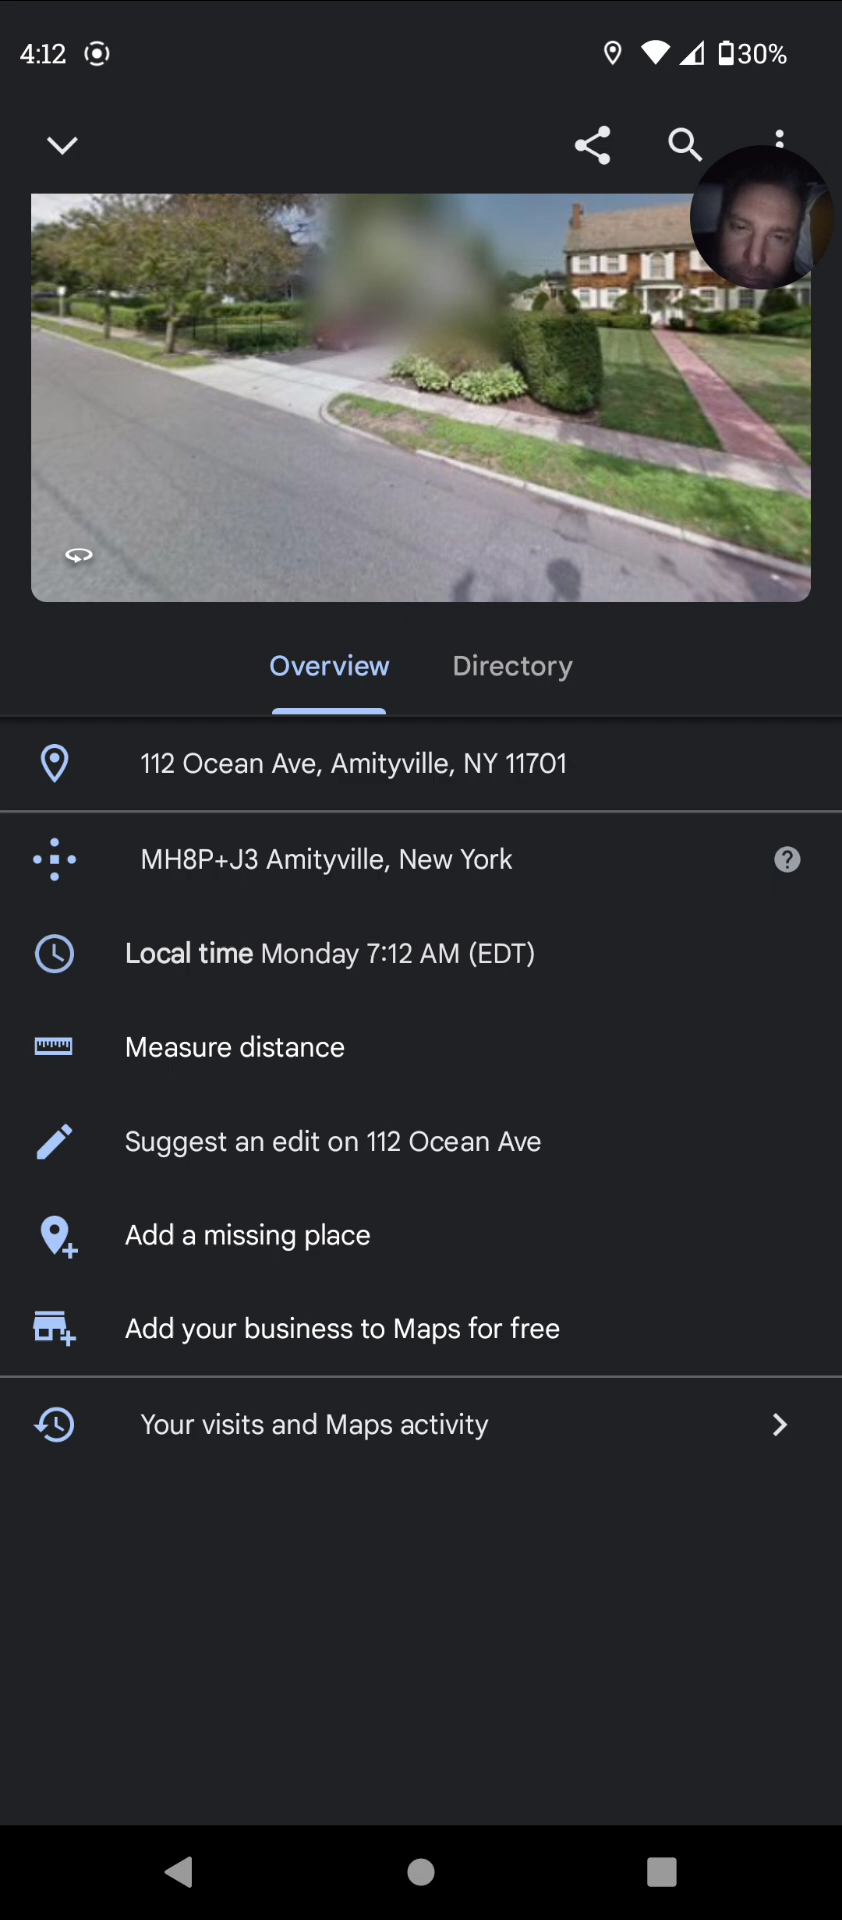 4:12
30%
Overview
Directory
112 Ocean Ave, Amityville, NY 11701
MH8P+J3 Amityville, New York
Local time Monday 7:12 AM (EDT)
Measure distance
Suggest an edit on 112 Ocean Ave
Add a missing place
Add your business to Maps for free
Your visits and Maps activity